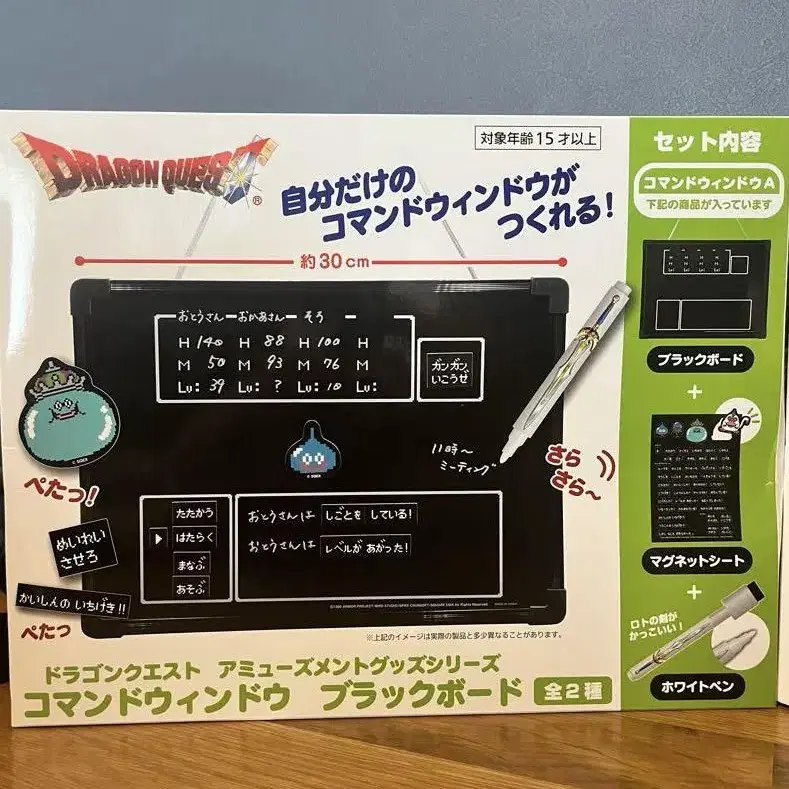 DRAGON QUEST®
対象年齢15才以上
自分だけの
コマンドウィンドウが
つくれる!
約30cm
おとうさん おかあさん そう
H 140 H 88 H 100 H
M 50 M 93 M 76 M
Lv: 39 Lv: ? Lv: 10 Lv:
ガンガン
いこうぜ
ぺたっ!
11時〜
ミーティング
さら
さら〜
めいれい
させろ
かいしんの いちげき!!
ぺたっ
たたかう
はたらく
まなぶ
あそぶ
おとうさんは しごとを している!
おとうさんは レベルが あがった!
※上記のイメージは実際の製品と多少異なることがあります。
ドラゴンクエスト アミューズメントグッズシリーズ
コマンドウィンドウ ブラックボード 全2種
セット内容
コマンドウィンドウA
下記の商品が入っています
ブラックボード
+
マグネットシート
+
ロトの剣が
かっこいい!
ホワイトペン